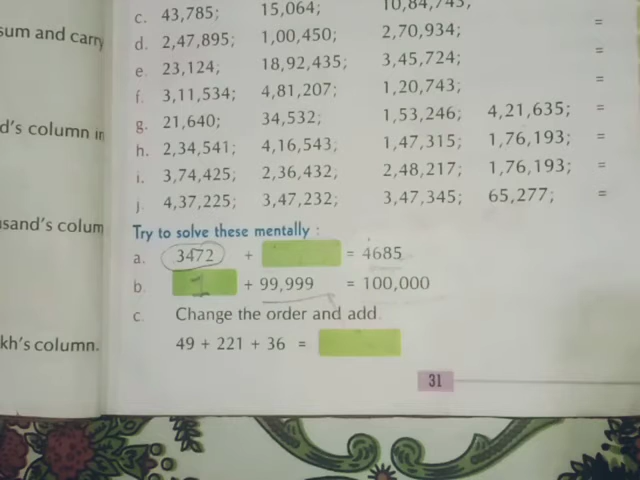 c. 43,785; 15,064; 10,84,743;
sum and carry
d. 2,47,895; 1,00,450; 2,70,934; =
e. 23,124; 18,92,435; 3,45,724; =
f. 3,11,534; 4,81,207; 1,20,743; =
d's column in
g. 21,640; 34,532; 1,53,246; 4,21,635; =
h. 2,34,541; 4,16,543; 1,47,315; 1,76,193; =
i. 3,74,425; 2,36,432; 2,48,217; 1,76,193; =
j. 4,37,225; 3,47,232; 3,47,345; 65,277; =
sand's colum
Try to solve these mentally :
a. 3472 + = 4685
b. 1 + 99,999 = 100,000
c. Change the order and add.
kh's column.
49 + 221 + 36 =
31